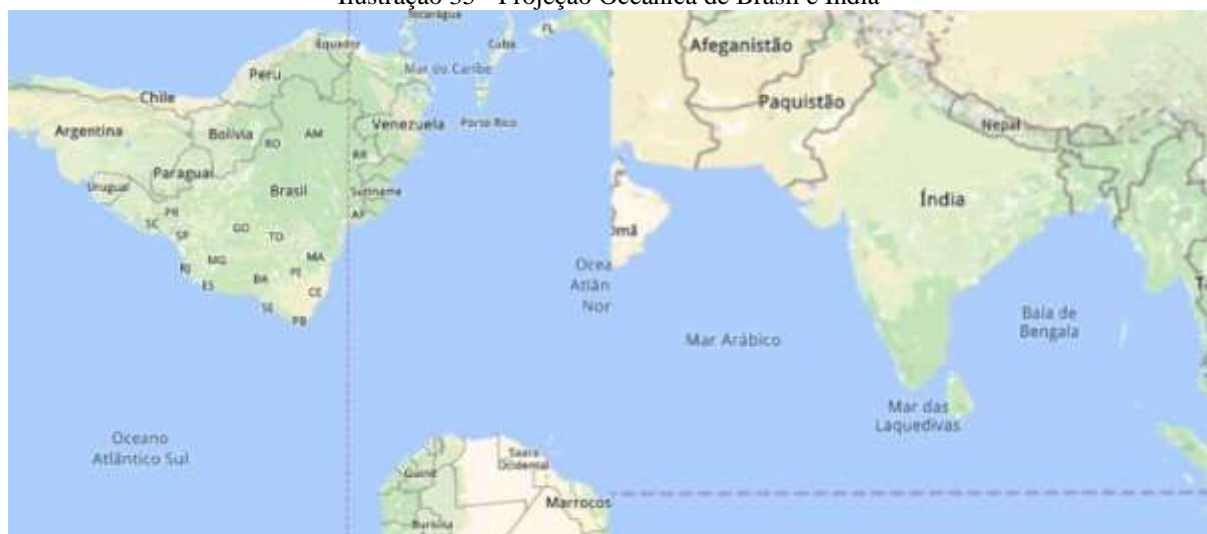 Ilustração 35 - Projeção Oceânica de Brasil e Índia
Nicarágua
Equador
Cuba
FL
Mar do Caribe
Peru
Chile
Venezuela
Porto Rico
Argentina
Bolívia
RO
AM
RR
Paraguai
Uruguai
Brasil
Suriname
AP
PR
SC
SP
GO
TO
MG
MA
RJ
ES
BA
PI
CE
SE
PB
Ocea
Atlân
Nor
Oceano
Atlântico Sul
Guiné
Saara
Ocidental
Marrocos
Burkina
Afeganistão
Paquistão
Nepal
Índia
Omã
Mar Arábico
Baía de
Bengala
Mar das
Laquedivas